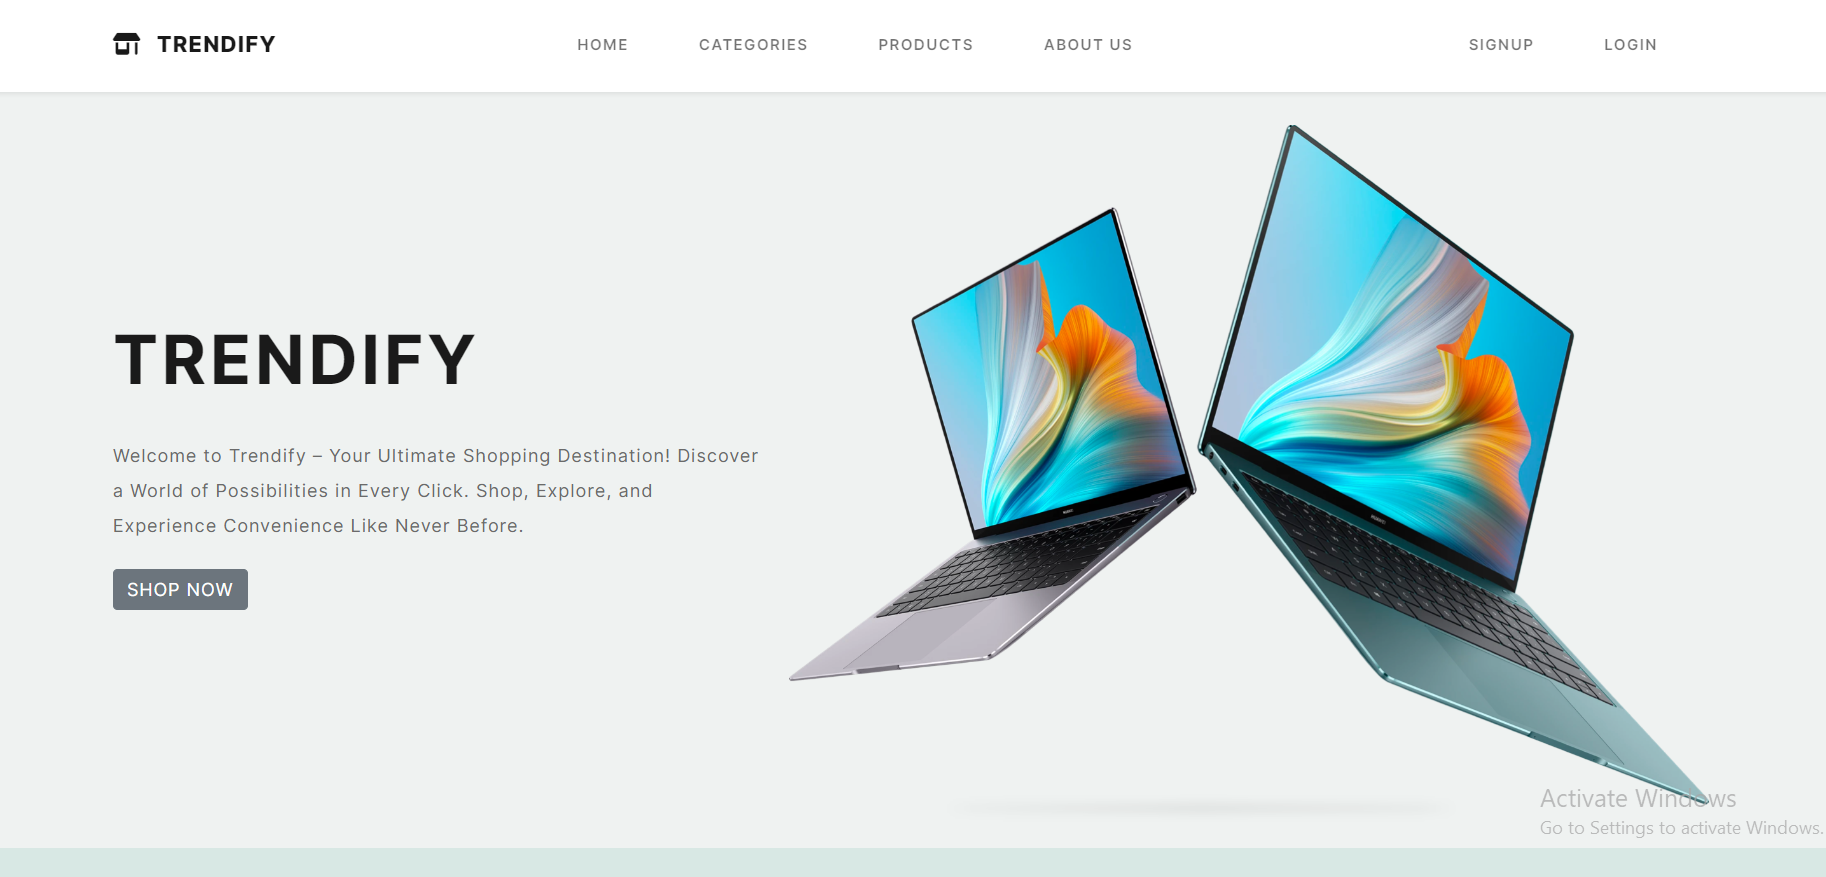 TRENDIFY
HOME CATEGORIES PRODUCTS ABOUT US SIGNUP LOGIN
TRENDIFY
Welcome to Trendify – Your Ultimate Shopping Destination! Discover
a World of Possibilities in Every Click. Shop, Explore, and
Experience Convenience Like Never Before.
SHOP NOW
Activate Windows
Go to Settings to activate Windows.